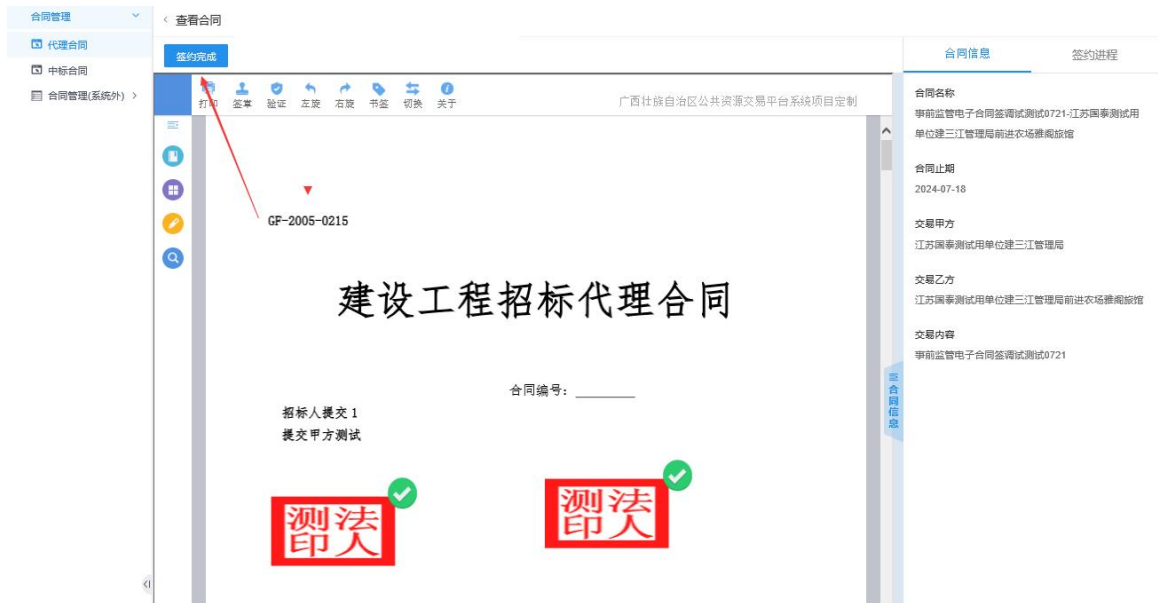 合同管理
代理合同
中标合同
合同管理(系统外)
查看合同
签约完成
打印 签章 验证 左旋 右旋 书签 切换 关于
广西壮族自治区公共资源交易平台系统项目定制
GF-2005-0215
建设工程招标代理合同
合同编号：
招标人提交1
提交甲方测试
测法
印人
测法
印人
合同信息
合同信息 签约进程
合同名称
事前监管电子合同签调试测试0721-江苏国泰测试用
单位建三江管理局前进农场雅阁旅馆
合同止期
2024-07-18
交易甲方
江苏国泰测试用单位建三江管理局
交易乙方
江苏国泰测试用单位建三江管理局前进农场雅阁旅馆
交易内容
事前监管电子合同签调试测试0721